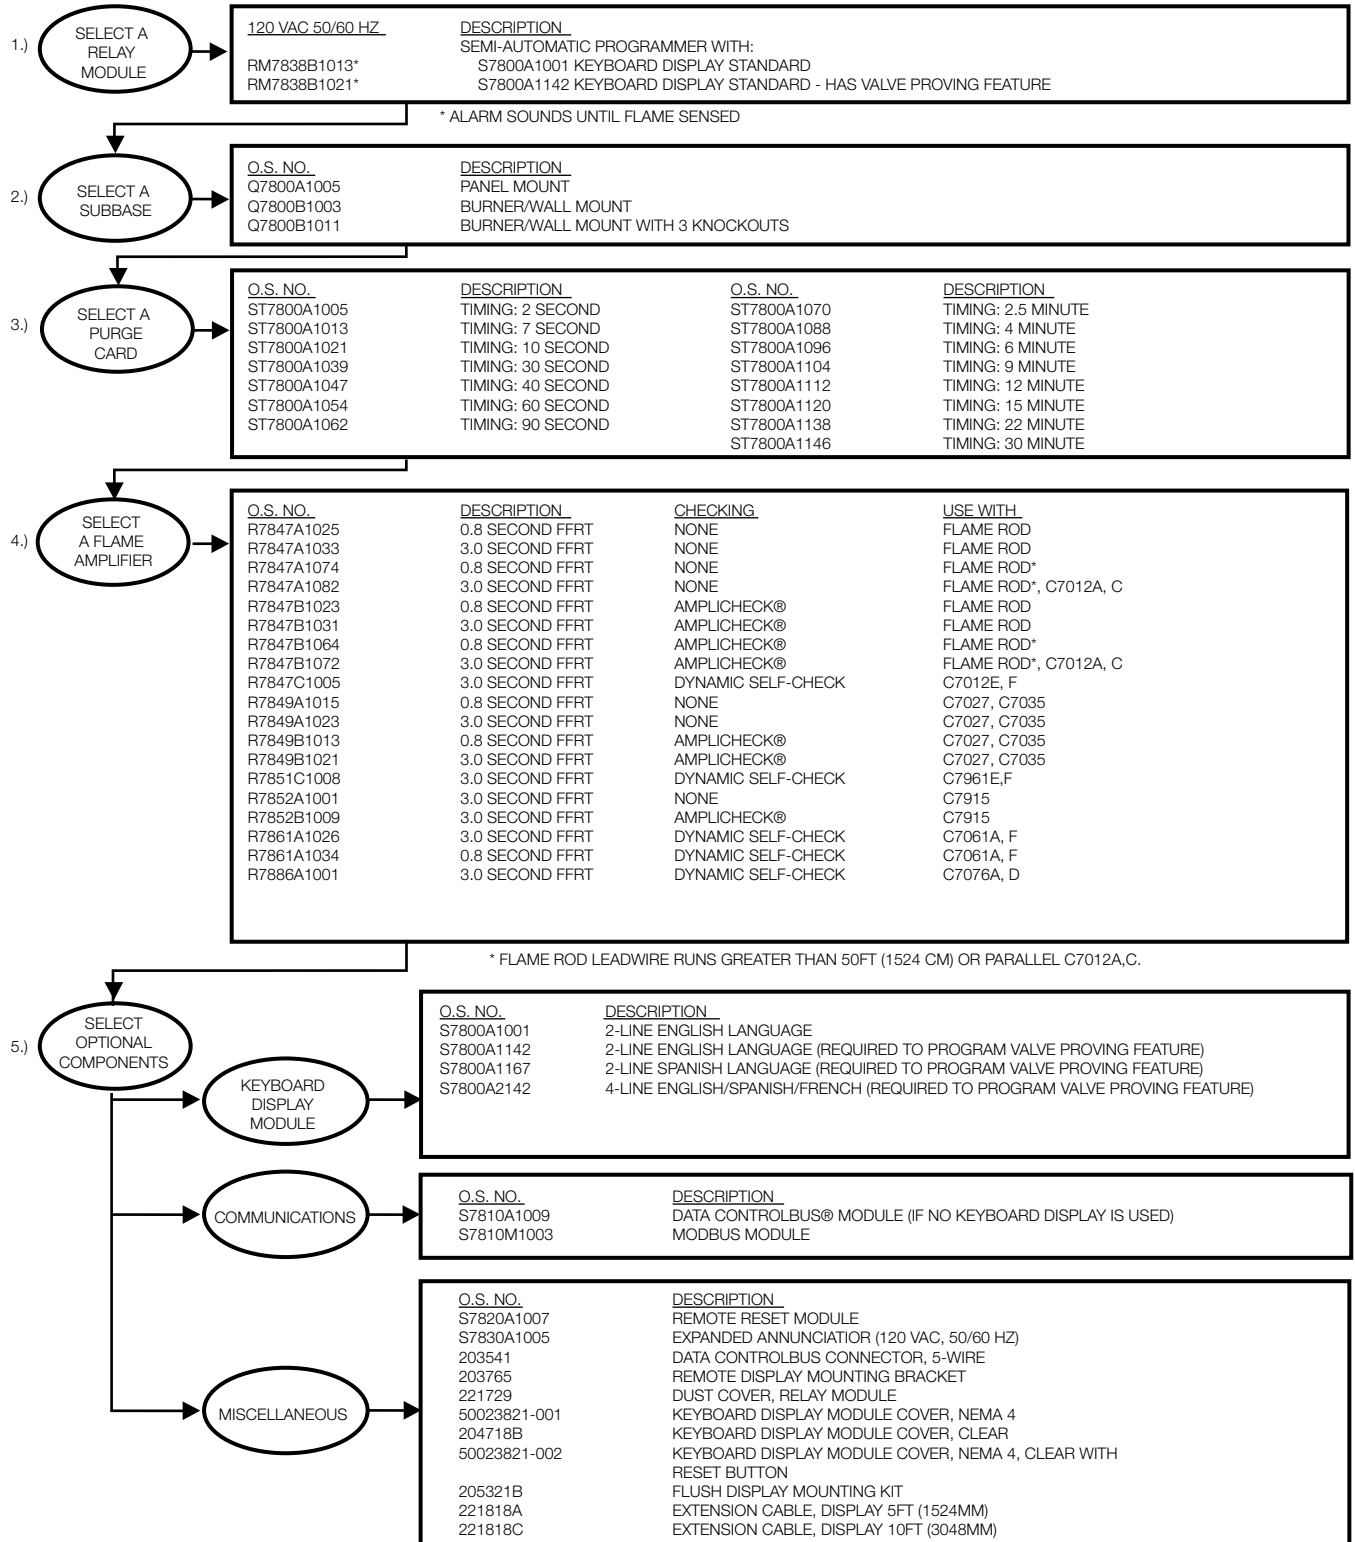 1.)
SELECT A
RELAY
MODULE
120 VAC 50/60 HZ DESCRIPTION
SEMI-AUTOMATIC PROGRAMMER WITH:
RM7838B1013* S7800A1001 KEYBOARD DISPLAY STANDARD
RM7838B1021* S7800A1142 KEYBOARD DISPLAY STANDARD - HAS VALVE PROVING FEATURE
* ALARM SOUNDS UNTIL FLAME SENSED
2.)
SELECT A
SUBBASE
O.S. NO. DESCRIPTION
Q7800A1005 PANEL MOUNT
Q7800B1003 BURNER/WALL MOUNT
Q7800B1011 BURNER/WALL MOUNT WITH 3 KNOCKOUTS
3.)
SELECT A
PURGE
CARD
O.S. NO. DESCRIPTION O.S. NO. DESCRIPTION
ST7800A1005 TIMING: 2 SECOND ST7800A1070 TIMING: 2.5 MINUTE
ST7800A1013 TIMING: 7 SECOND ST7800A1088 TIMING: 4 MINUTE
ST7800A1021 TIMING: 10 SECOND ST7800A1096 TIMING: 6 MINUTE
ST7800A1039 TIMING: 30 SECOND ST7800A1104 TIMING: 9 MINUTE
ST7800A1047 TIMING: 40 SECOND ST7800A1112 TIMING: 12 MINUTE
ST7800A1054 TIMING: 60 SECOND ST7800A1120 TIMING: 15 MINUTE
ST7800A1062 TIMING: 90 SECOND ST7800A1138 TIMING: 22 MINUTE
ST7800A1146 TIMING: 30 MINUTE
4.)
SELECT
A FLAME
AMPLIFIER
O.S. NO. DESCRIPTION CHECKING USE WITH
R7847A1025 0.8 SECOND FFRT NONE FLAME ROD
R7847A1033 3.0 SECOND FFRT NONE FLAME ROD
R7847A1074 0.8 SECOND FFRT NONE FLAME ROD*
R7847A1082 3.0 SECOND FFRT NONE FLAME ROD*, C7012A, C
R7847B1023 0.8 SECOND FFRT AMPLICHECK® FLAME ROD
R7847B1031 3.0 SECOND FFRT AMPLICHECK® FLAME ROD
R7847B1064 0.8 SECOND FFRT AMPLICHECK® FLAME ROD*
R7847B1072 3.0 SECOND FFRT AMPLICHECK® FLAME ROD*, C7012A, C
R7847C1005 3.0 SECOND FFRT DYNAMIC SELF-CHECK C7012E, F
R7849A1015 0.8 SECOND FFRT NONE C7027, C7035
R7849A1023 3.0 SECOND FFRT NONE C7027, C7035
R7849B1013 0.8 SECOND FFRT AMPLICHECK® C7027, C7035
R7849B1021 3.0 SECOND FFRT AMPLICHECK® C7027, C7035
R7851C1008 3.0 SECOND FFRT DYNAMIC SELF-CHECK C7961E,F
R7852A1001 3.0 SECOND FFRT NONE C7915
R7852B1009 3.0 SECOND FFRT AMPLICHECK® C7915
R7861A1026 3.0 SECOND FFRT DYNAMIC SELF-CHECK C7061A, F
R7861A1034 0.8 SECOND FFRT DYNAMIC SELF-CHECK C7061A, F
R7886A1001 3.0 SECOND FFRT DYNAMIC SELF-CHECK C7076A, D
* FLAME ROD LEADWIRE RUNS GREATER THAN 50FT (1524 CM) OR PARALLEL C7012A,C.
5.)
SELECT
OPTIONAL
COMPONENTS
KEYBOARD
DISPLAY
MODULE
O.S. NO. DESCRIPTION
S7800A1001 2-LINE ENGLISH LANGUAGE
S7800A1142 2-LINE ENGLISH LANGUAGE (REQUIRED TO PROGRAM VALVE PROVING FEATURE)
S7800A1167 2-LINE SPANISH LANGUAGE (REQUIRED TO PROGRAM VALVE PROVING FEATURE)
S7800A2142 4-LINE ENGLISH/SPANISH/FRENCH (REQUIRED TO PROGRAM VALVE PROVING FEATURE)
COMMUNICATIONS
O.S. NO. DESCRIPTION
S7810A1009 DATA CONTROLBUS® MODULE (IF NO KEYBOARD DISPLAY IS USED)
S7810M1003 MODBUS MODULE
MISCELLANEOUS
O.S. NO. DESCRIPTION
S7820A1007 REMOTE RESET MODULE
S7830A1005 EXPANDED ANNUNCIATIOR (120 VAC, 50/60 HZ)
203541 DATA CONTROLBUS CONNECTOR, 5-WIRE
203765 REMOTE DISPLAY MOUNTING BRACKET
221729 DUST COVER, RELAY MODULE
50023821-001 KEYBOARD DISPLAY MODULE COVER, NEMA 4
204718B KEYBOARD DISPLAY MODULE COVER, CLEAR
50023821-002 KEYBOARD DISPLAY MODULE COVER, NEMA 4, CLEAR WITH
RESET BUTTON
205321B FLUSH DISPLAY MOUNTING KIT
221818A EXTENSION CABLE, DISPLAY 5FT (1524MM)
221818C EXTENSION CABLE, DISPLAY 10FT (3048MM)